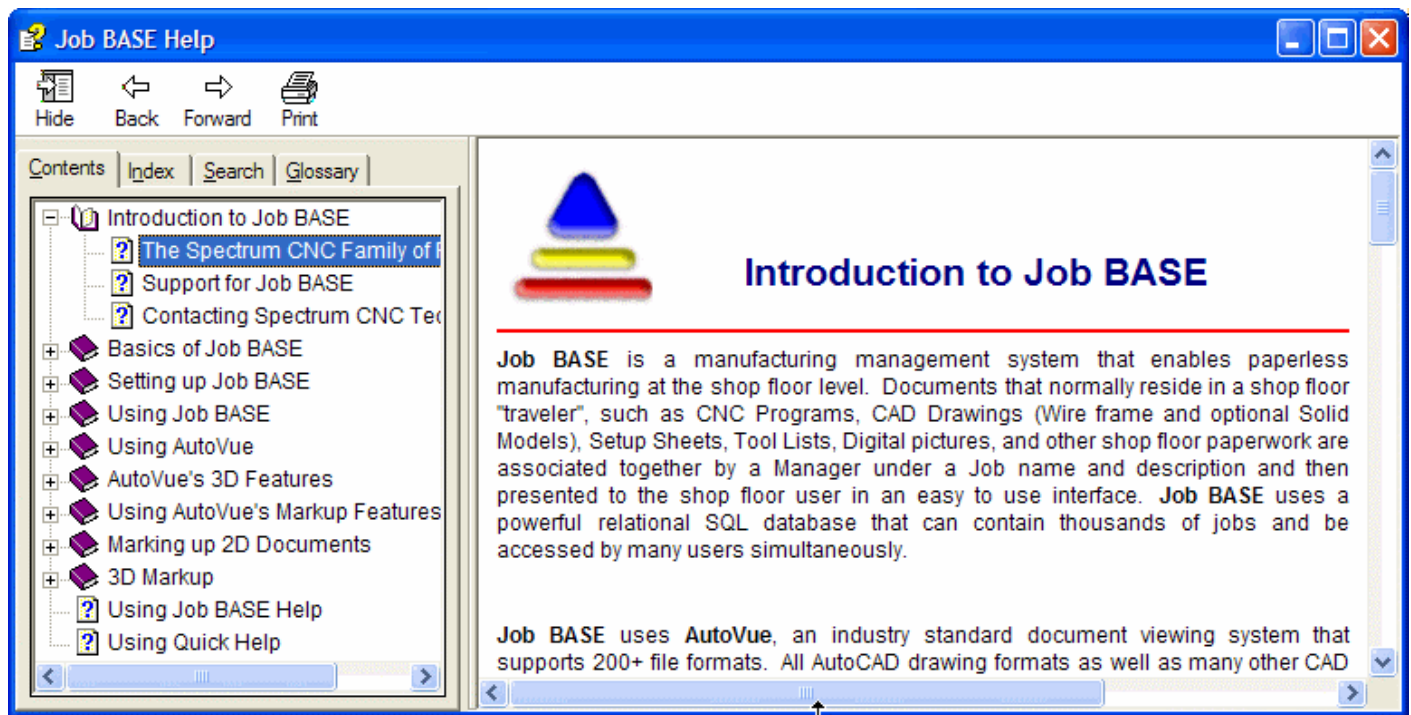 Job BASE Help
Hide Back Forward Print
Contents Index Search Glossary
Introduction to Job BASE
The Spectrum CNC Family of
Support for Job BASE
Contacting Spectrum CNC
Basics of Job BASE
Setting up Job BASE
Using Job BASE
Using AutoVue
AutoVue's 3D Features
Using AutoVue's Markup Features
Marking up 2D Documents
3D Markup
Using Job BASE Help
Using Quick Help
Introduction to Job BASE
Job BASE is a manufacturing management system that enables paperless
manufacturing at the shop floor level. Documents that normally reside in a shop floor
"traveler", such as CNC Programs, CAD Drawings (Wire frame and optional Solid
Models), Setup Sheets, Tool Lists, Digital pictures, and other shop floor paperwork are
associated together by a Manager under a Job name and description and then
presented to the shop floor user in an easy to use interface. Job BASE uses a
powerful relational SQL database that can contain thousands of jobs and be
accessed by many users simultaneously.
Job BASE uses AutoVue, an industry standard document viewing system that
supports 200+ file formats. All AutoCAD drawing formats as well as many other CAD